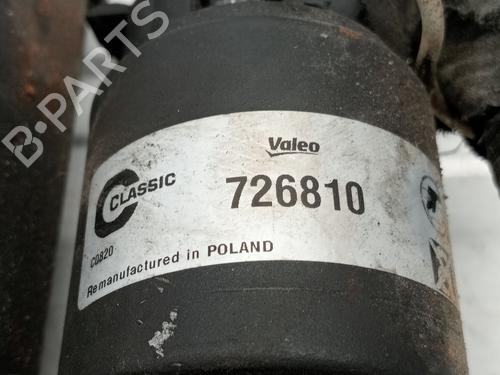 B·PARTS
Valeo
C CLASSIC
726810
C0820
Remanufactured in POLAND